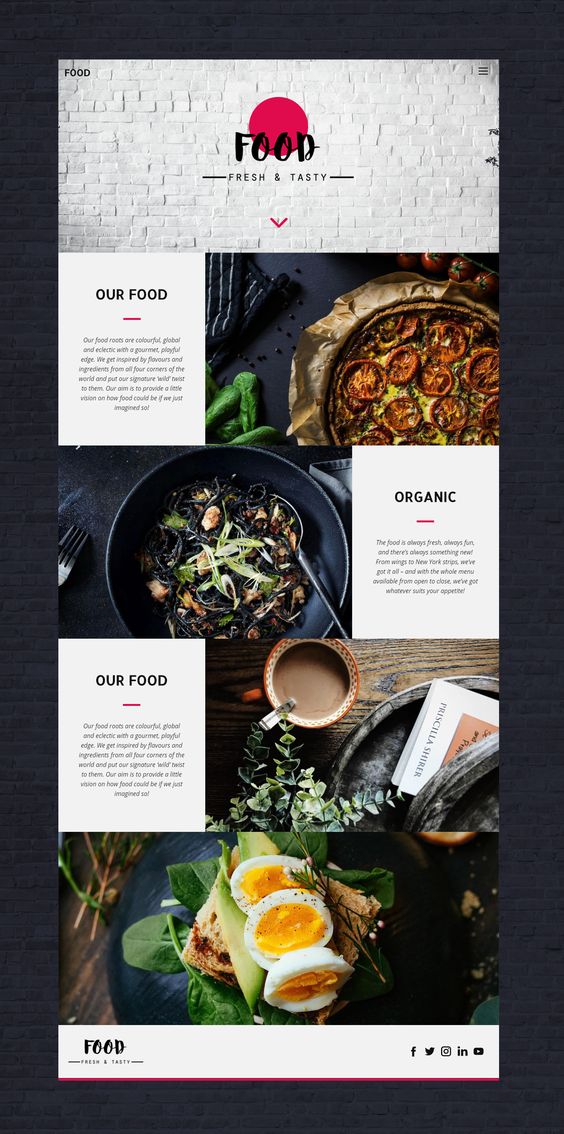 FOOD
FOOD
FRESH & TASTY
OUR FOOD
Our food roots are colourful, global
and eclectic with a gourmet, playful
edge. We get inspired by flavours and
ingredients from all four corners of the
world and put our signature 'wild' twist
to them. Our aim is to provide a little
vision on how food could be if we just
imagined so!
ORGANIC
The food is always fresh, always fun,
and there's always something new!
From wings to New York strips, we've
got it all – and with the whole menu
available from open to close, we've got
whatever suits your appetite!
OUR FOOD
Our food roots are colourful, global
and eclectic with a gourmet, playful
edge. We get inspired by flavours and
ingredients from all four corners of the
world and put our signature 'wild' twist
to them. Our aim is to provide a little
vision on how food could be if we just
imagined so!
PRISCILLA SHIRER
FOOD
FRESH & TASTY